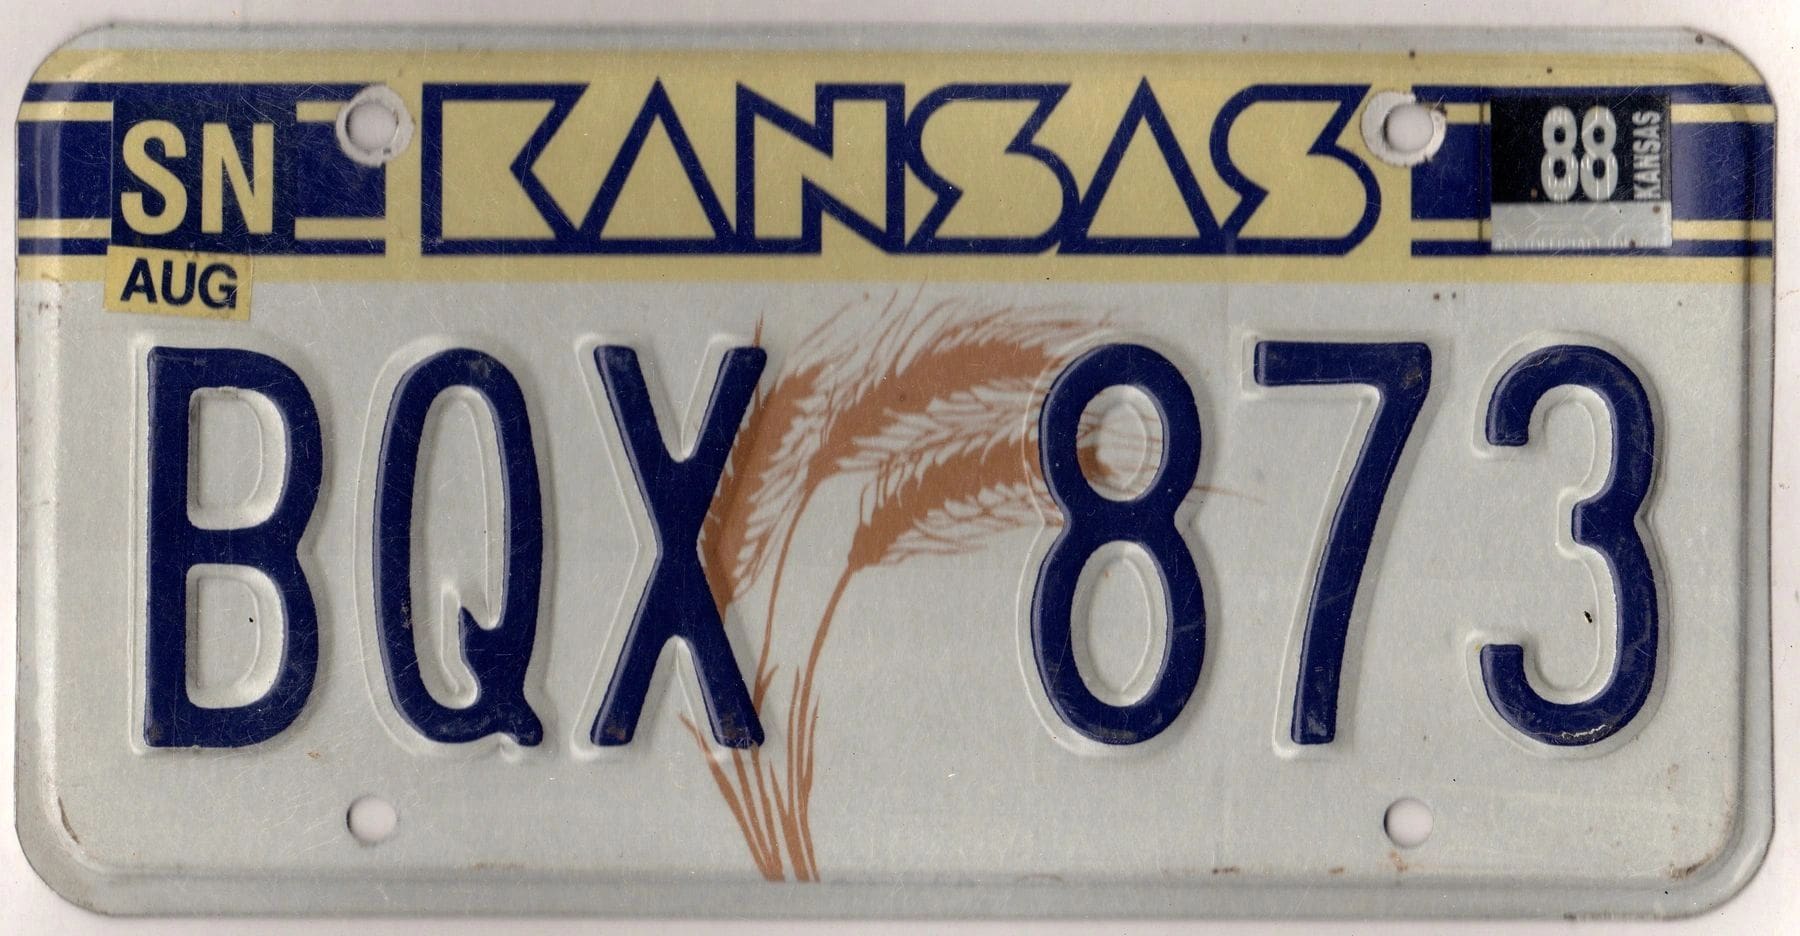 SN KANSAS 88 KANSAS
AUG
BQX 873